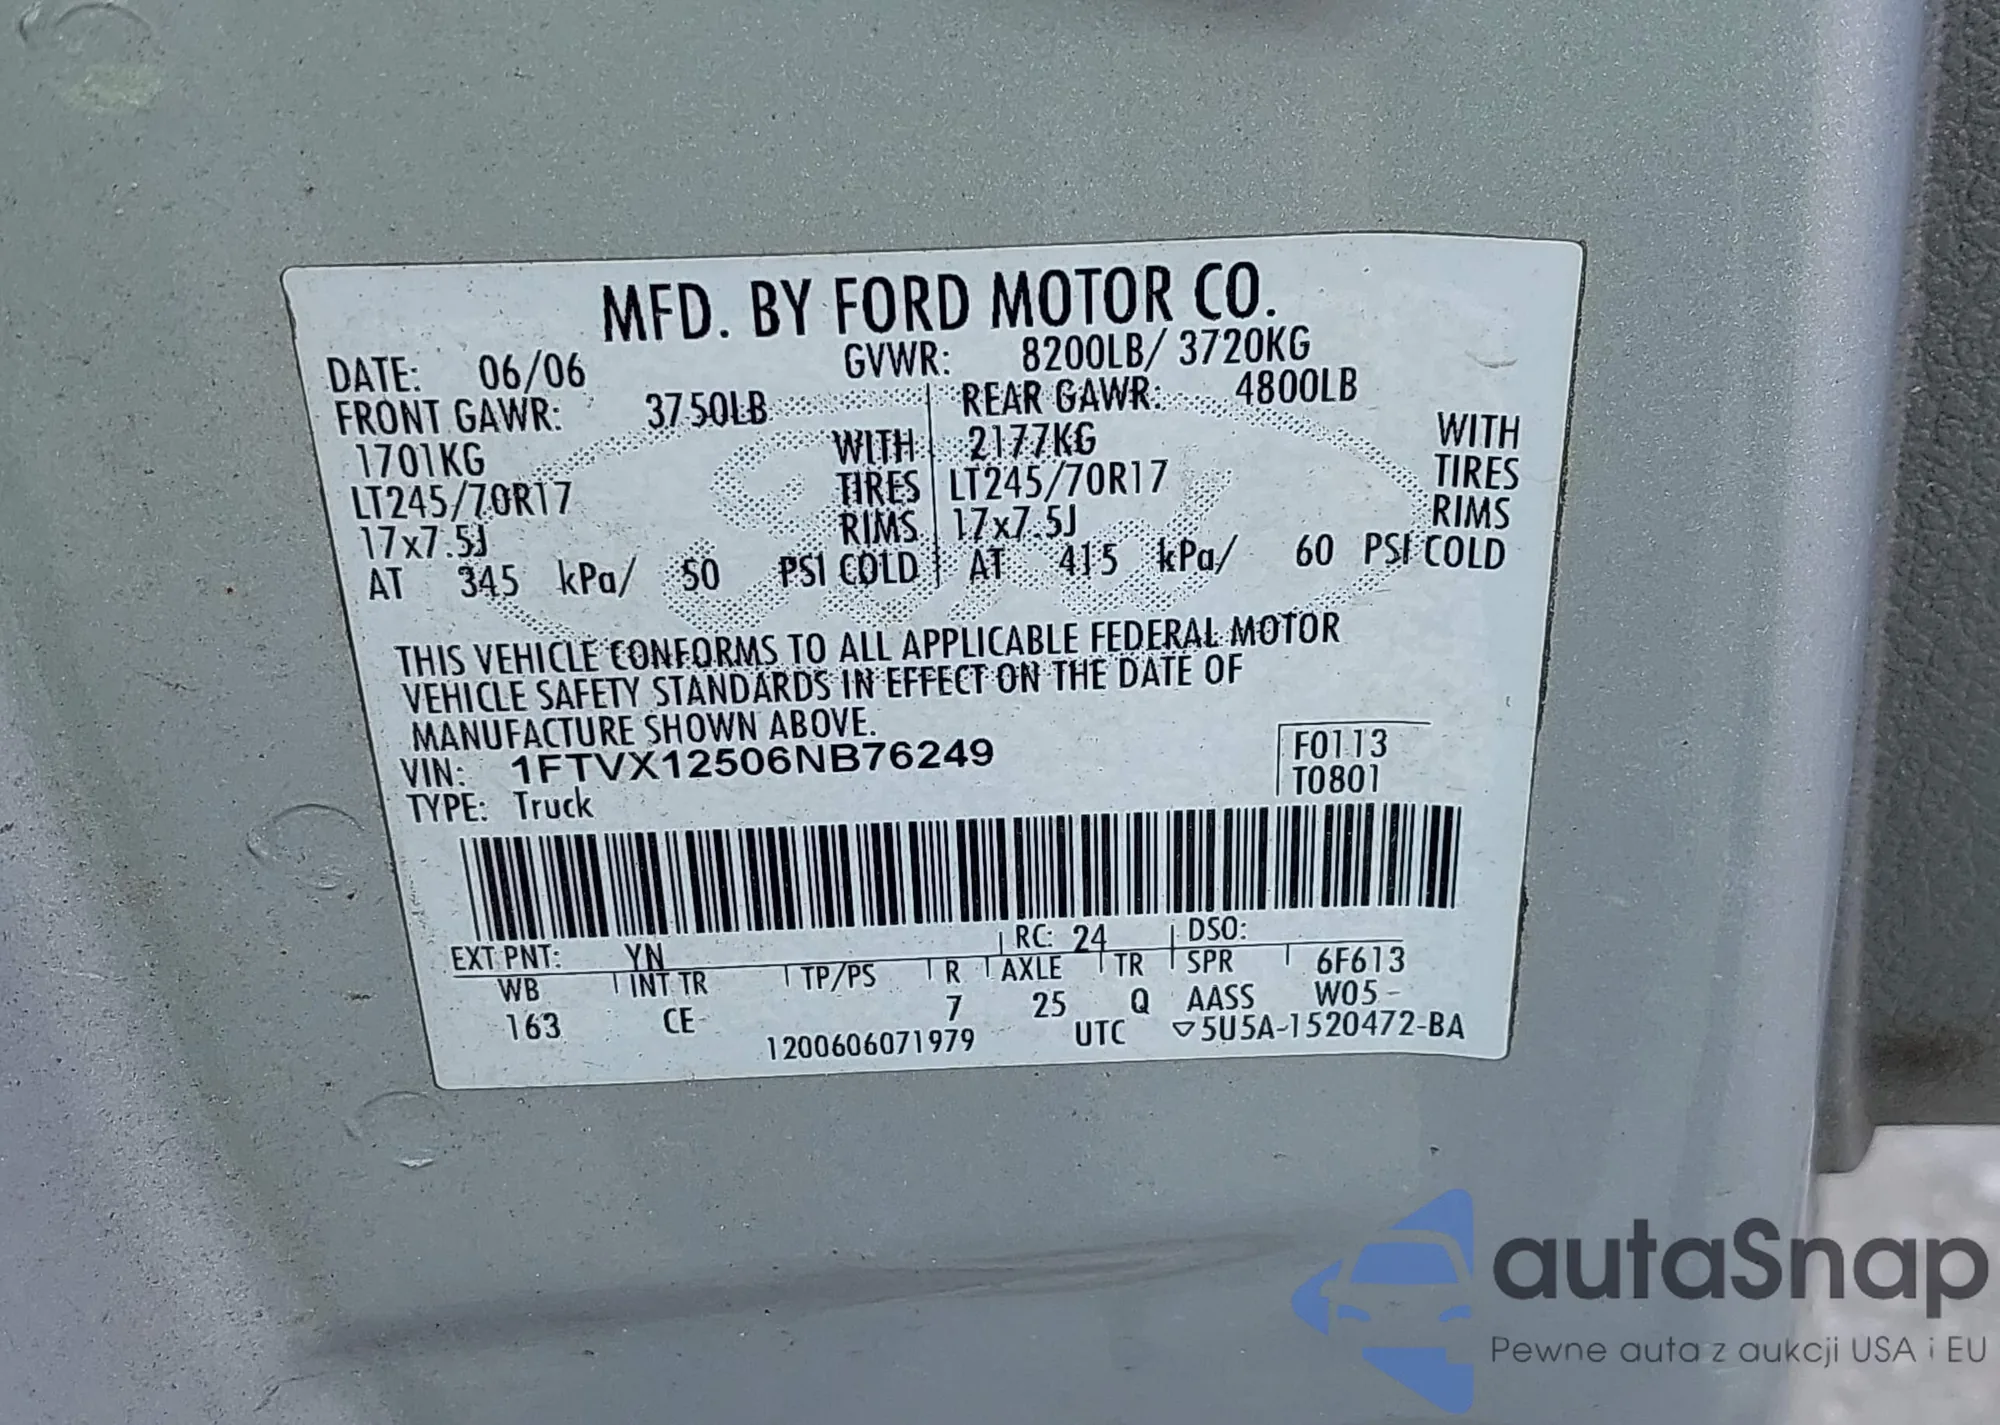 MFD. BY FORD MOTOR CO.
DATE: 06/06 GVWR: 8200LB/ 3720KG
FRONT GAWR: 3750LB REAR GAWR: 4800LB
1701KG WITH 2177KG WITH
LT245/70R17 TIRES LT245/70R17 TIRES
17x7.5J RIMS 17x7.5J RIMS
AT 345 kPa/ 50 PSI COLD AT 415 kPa/ 60 PSI COLD
THIS VEHICLE CONFORMS TO ALL APPLICABLE FEDERAL MOTOR
VEHICLE SAFETY STANDARDS IN EFFECT ON THE DATE OF
MANUFACTURE SHOWN ABOVE.
VIN: 1FTVX12506NB76249 F0113
TYPE: Truck T0801
EXT PNT: YN RC: 24 DSO:
WB INT TR TP/PS R AXLE TR SPR 6F613
163 CE 7 25 Q AASS W05-
1200606071979 UTC ▽5U5A-1520472-BA
Ford
autaSnap
Pewne auta z aukcji USA i EU